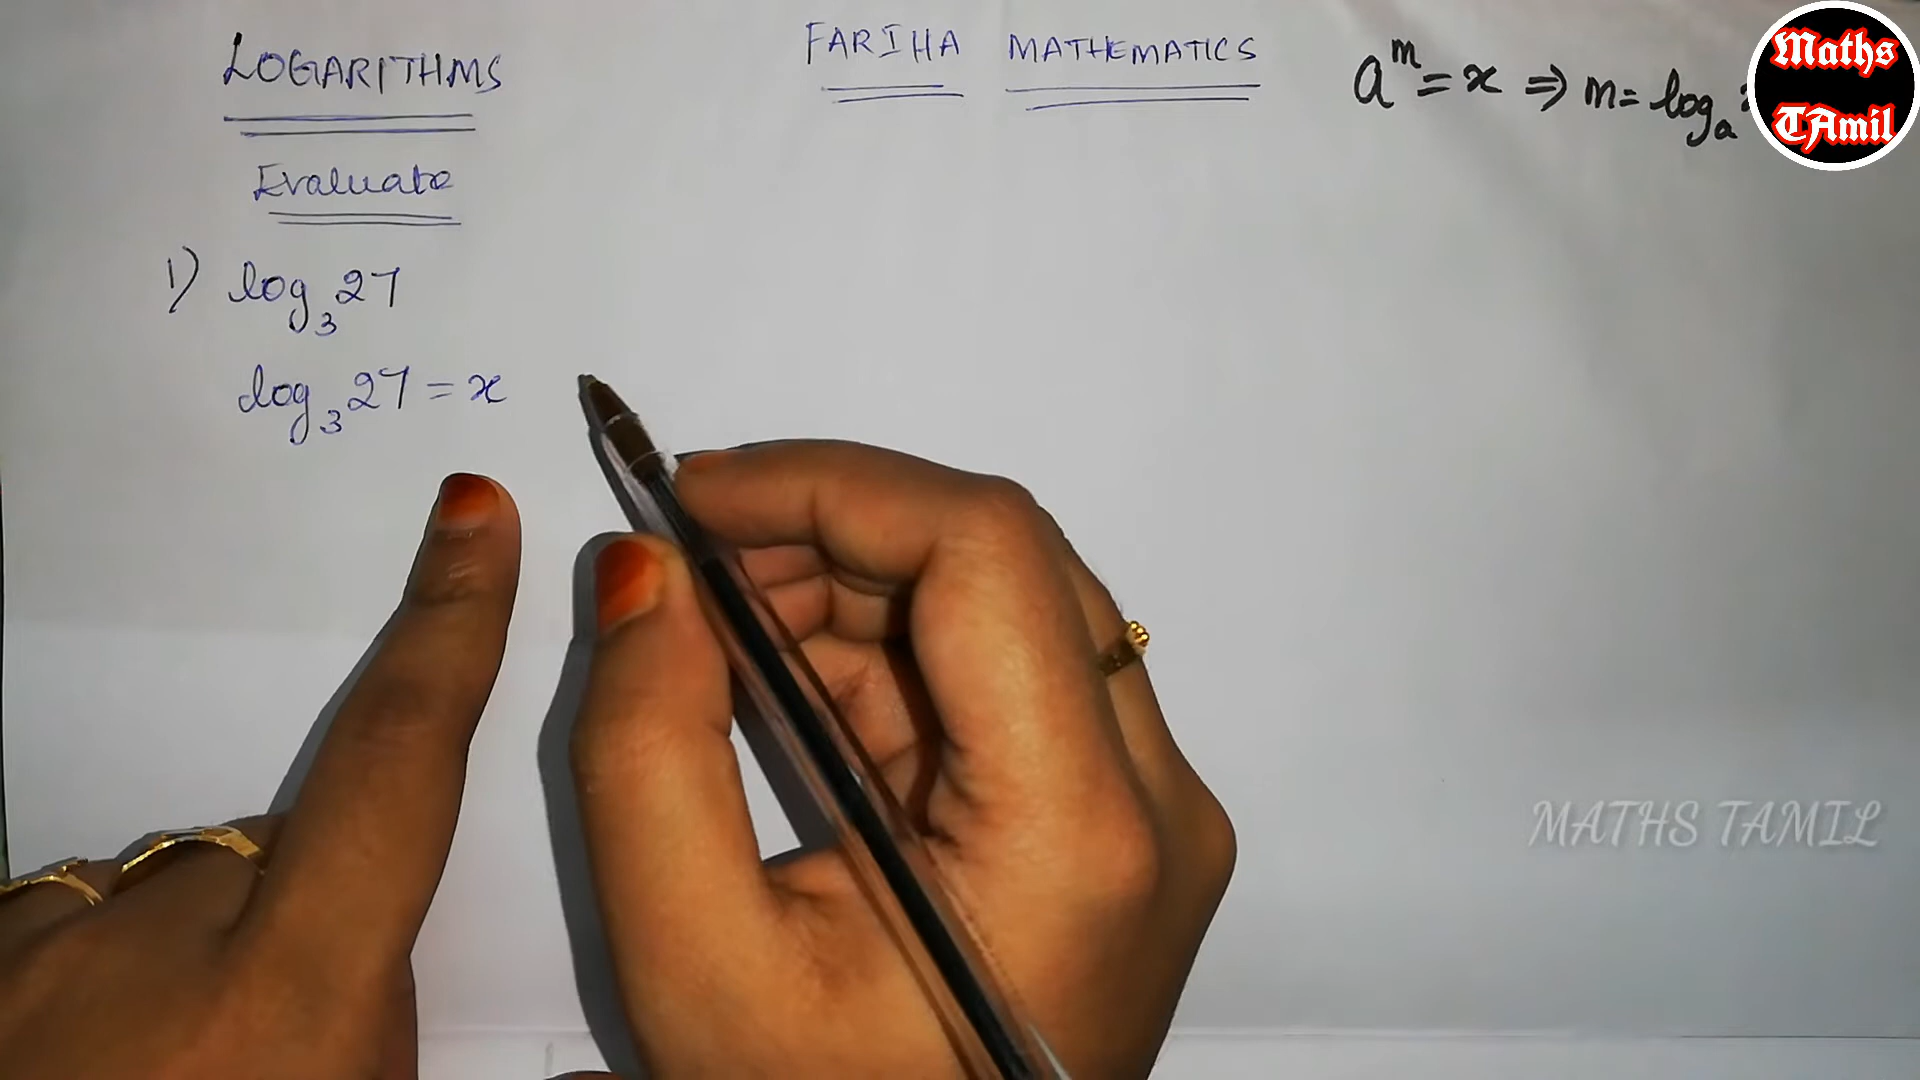 LOGARITHMS
FARIHA MATHEMATICS
a^m = x ⇒ m = log_a
Maths
TAmil
Evaluate
1) log_3 27
log_3 27 = x
MATHS TAMIL